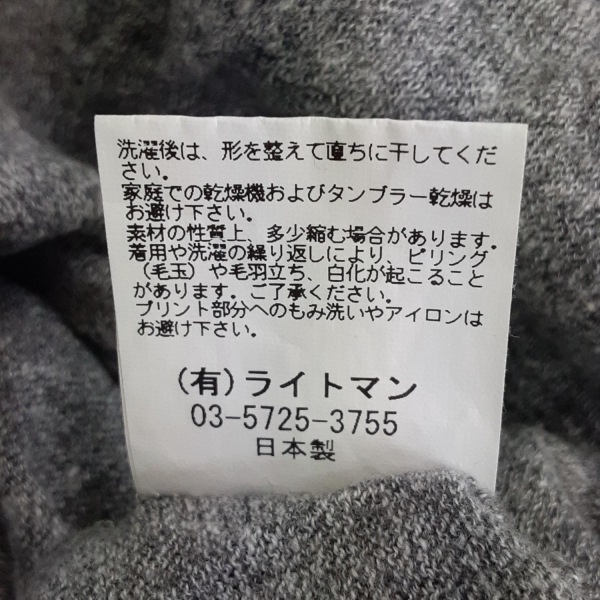 洗濯後は、形を整えて直ちに干してくだ
さい。
家庭での乾燥機およびタンブラー乾燥は
お避け下さい。
素材の性質上、多少縮む場合があります。
着用や洗濯の繰り返しにより、ピリング
（毛玉）や毛羽立ち、白化が起こること
があります。ご了承ください。
プリント部分へのもみ洗いやアイロンは
お避け下さい。
(有)ライトマン
03-5725-3755
日本製